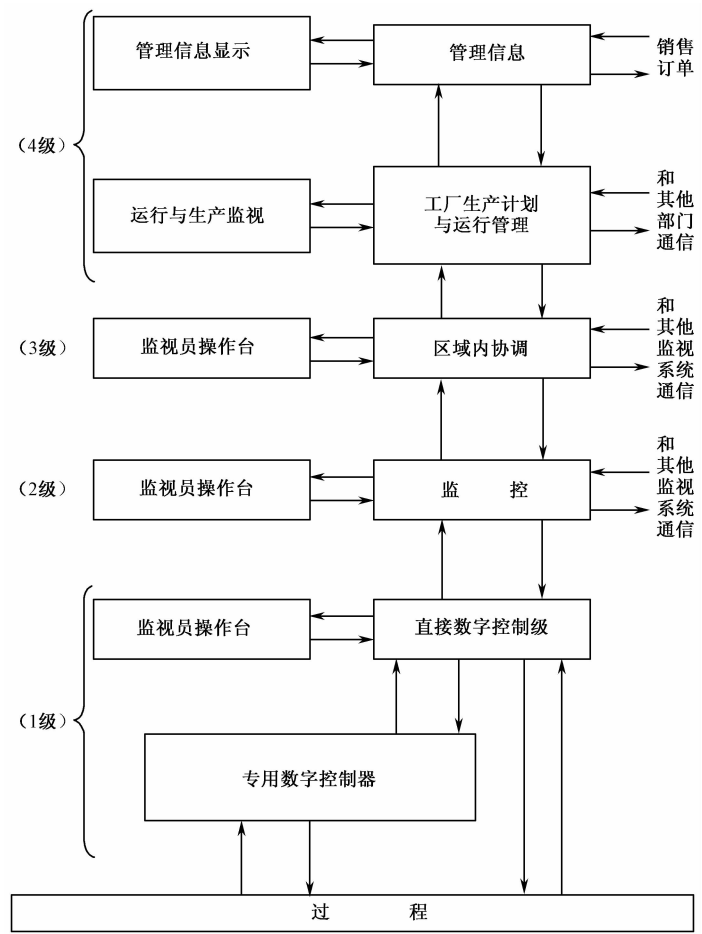 管理信息显示
管理信息
销售
订单
（4级）
运行与生产监视
工厂生产计划
与运行管理
和
其他
部门
通信
（3级）
监视员操作台
区域内协调
和
其他
监视
系统
通信
（2级）
监视员操作台
监 控
和
其他
监视
系统
通信
监视员操作台
直接数字控制级
（1级）
专用数字控制器
过 程